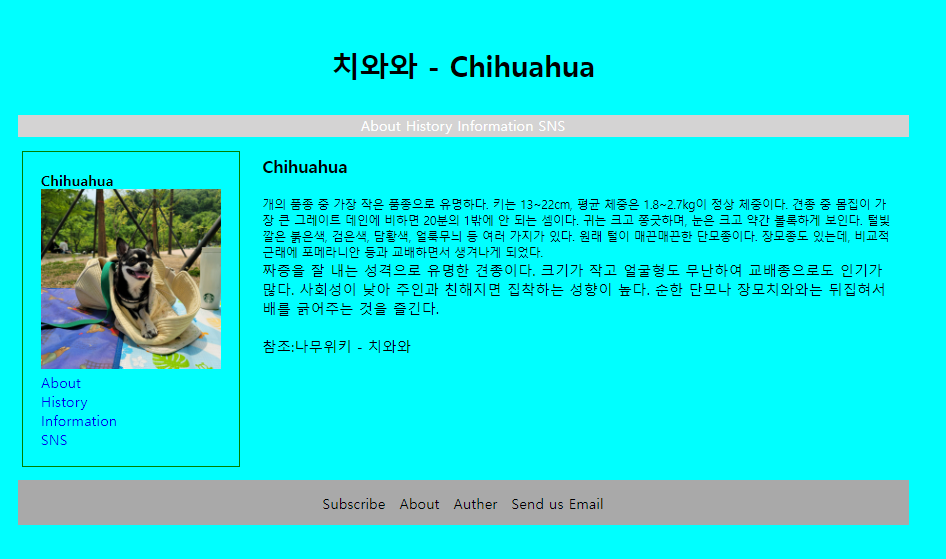 치와와 - Chihuahua
About History Information SNS
Chihuahua
About
History
Information
SNS
Chihuahua
개의 품종 중 가장 작은 품종으로 유명하다. 키는 13~22cm, 평균 체중은 1.8~2.7kg이 정상 체중이다. 견종 중 몸집이 가
장 큰 그레이트 데인에 비하면 20분의 1밖에 안 되는 셈이다. 귀는 크고 쫑긋하며, 눈은 크고 약간 볼록하게 보인다. 털빛
깔은 붉은색, 검은색, 담황색, 얼룩무늬 등 여러 가지가 있다. 원래 털이 매끈매끈한 단모종이다. 장모종도 있는데, 비교적
근래에 포메라니안 등과 교배하면서 생겨나게 되었다.
짜증을 잘 내는 성격으로 유명한 견종이다. 크기가 작고 얼굴형도 무난하여 교배종으로도 인기가
많다. 사회성이 낮아 주인과 친해지면 집착하는 성향이 높다. 순한 단모나 장모치와와는 뒤집혀서
배를 긁어주는 것을 즐긴다.
참조:나무위키 - 치와와
Subscribe About Auther Send us Email